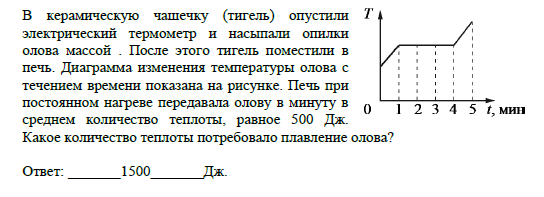 В керамическую чашечку (тигель) опустили
электрический термометр и насыпали опилки
олова массой . После этого тигель поместили в
печь. Диаграмма изменения температуры олова с
течением времени показана на рисунке. Печь при
постоянном нагреве передавала олову в минуту в
среднем количество теплоты, равное 500 Дж.
Какое количество теплоты потребовало плавление олова?
T
0 1 2 3 4 5 t, мин
Ответ: ________1500________Дж.